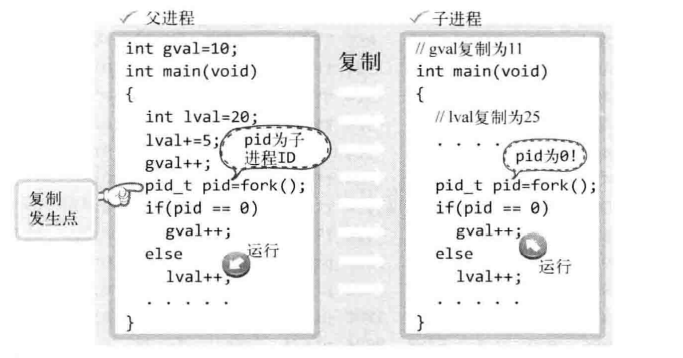 ✓ 父进程
int gval=10;
int main(void)
{
int lval=20;
lval+=5;
gval++;
pid为子
进程ID
pid_t pid=fork();
if(pid == 0)
gval++;
else
lval++;
运行
. . . . .
}
复制
发生点
复制
✓ 子进程
// gval复制为11
int main(void)
{
// lval复制为25
. . . .
pid为0!
pid_t pid=fork();
if(pid == 0)
gval++;
else
运行
lval++;
. . . . .
}